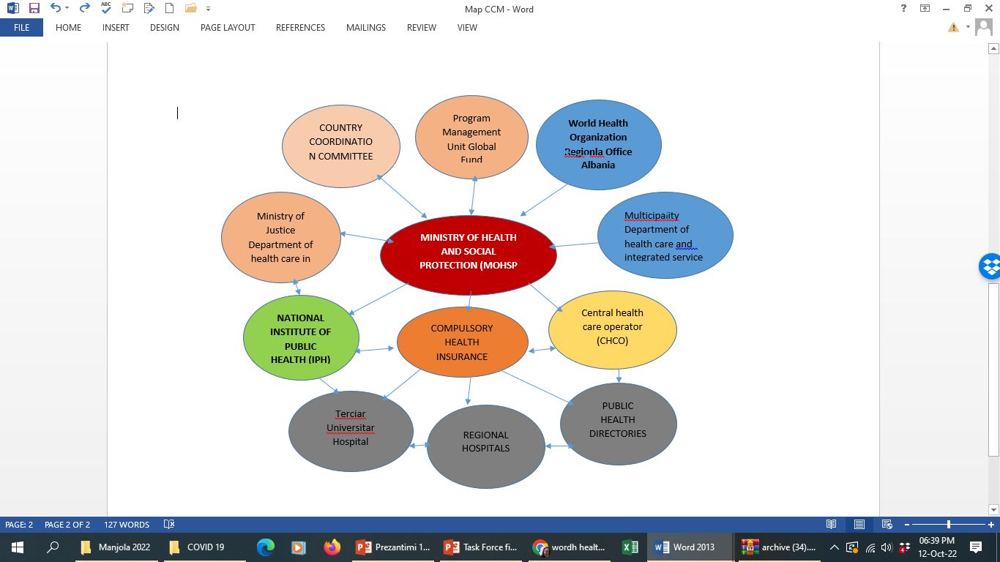 Map CCM - Word
FILE
HOME
INSERT
DESIGN
PAGE LAYOUT
REFERENCES
MAILINGS
REVIEW
VIEW
COUNTRY
COORDINATIO
N COMMITTEE
Program
Management
Unit Global
Fund
World Health
Organization
Regionla Office
Albania
Ministry of
Justice
Department of
health care in
MINISTRY OF HEALTH
AND SOCIAL
PROTECTION (MOHSP
Multicipality
Department of
health care and
integrated service
NATIONAL
INSTITUTE OF
PUBLIC
HEALTH (IPH)
COMPULSORY
HEALTH
INSURANCE
Central health
care operator
(CHCO)
Terciar
Universitar
Hospital
REGIONAL
HOSPITALS
PUBLIC
HEALTH
DIRECTORIES
PAGE: 2
PAGE 2 OF 2
127 WORDS
Manjola 2022
COVID 19
Prezantimi 1...
Task Force fi...
wordh healt...
Word 2013
archive (34)....
06:39 PM
12-Oct-22